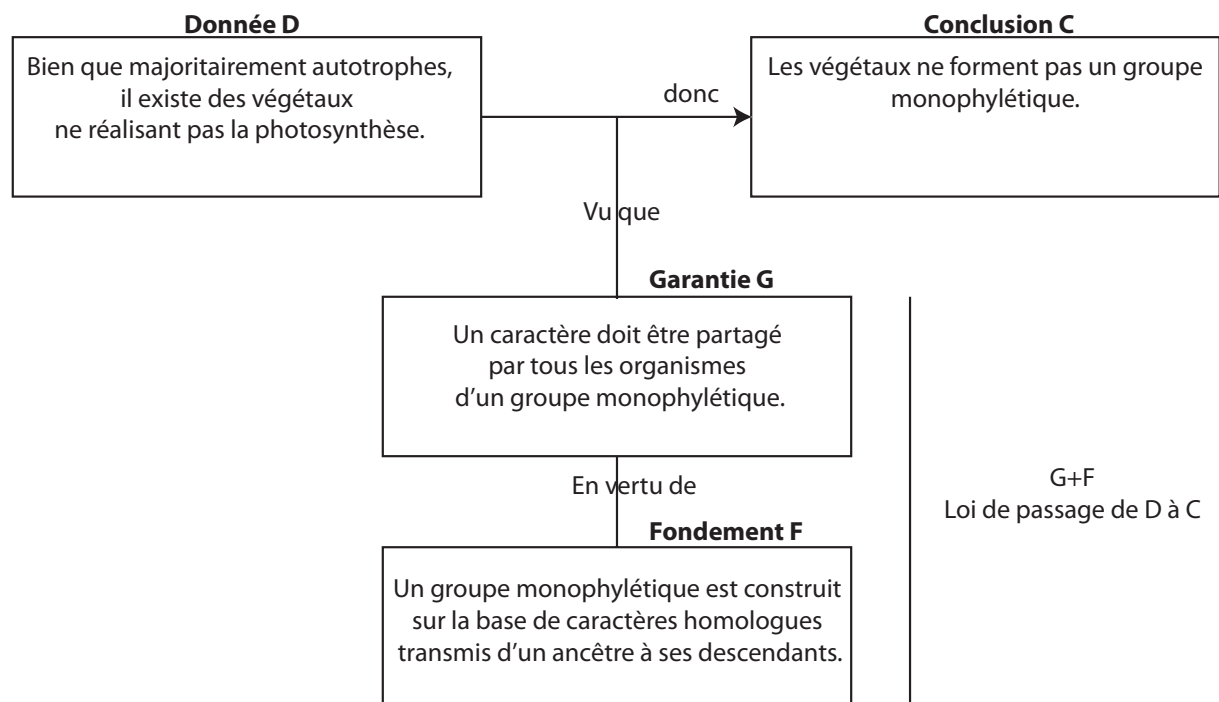 Donnée D
Bien que majoritairement autotrophes,
il existe des végétaux
ne réalisant pas la photosynthèse.
donc
Conclusion C
Les végétaux ne forment pas un groupe
monophylétique.
Vu que
Garantie G
Un caractère doit être partagé
par tous les organismes
d'un groupe monophylétique.
En vertu de
G+F
Loi de passage de D à C
Fondement F
Un groupe monophylétique est construit
sur la base de caractères homologues
transmis d'un ancêtre à ses descendants.